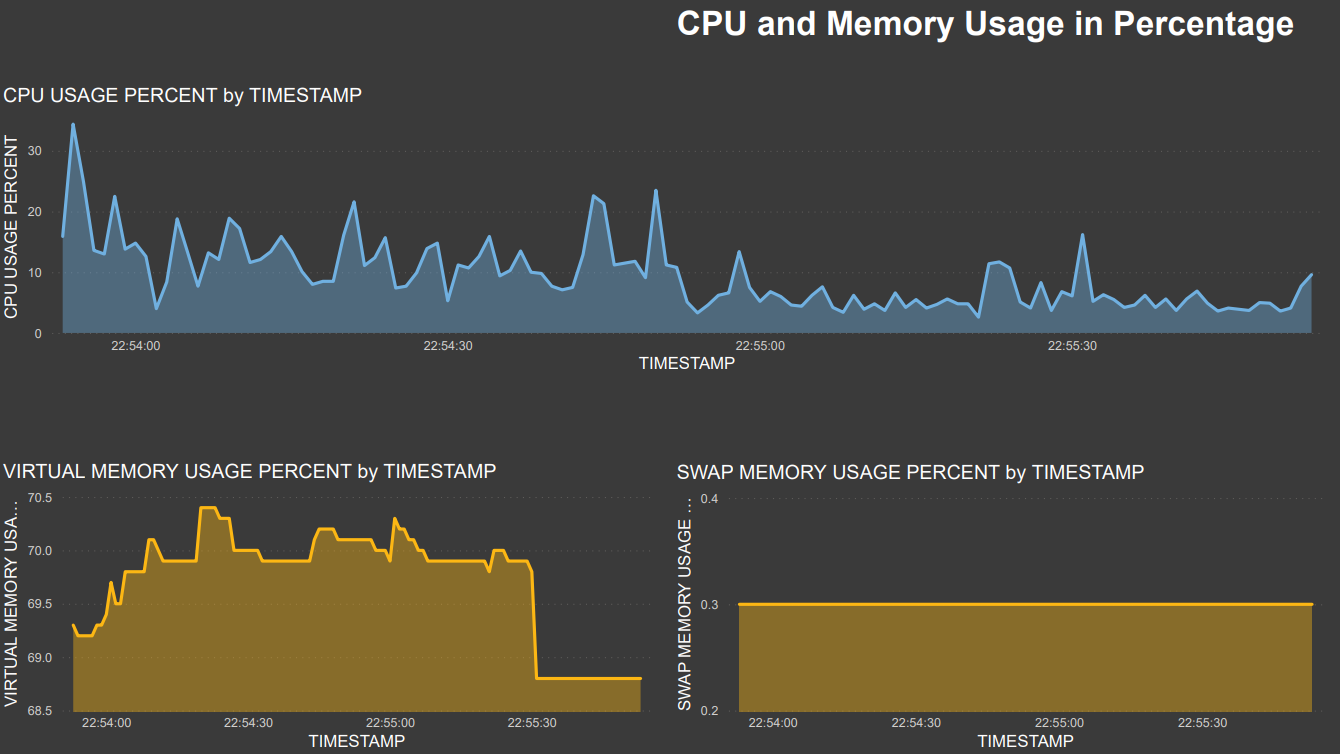 CPU and Memory Usage in Percentage
CPU USAGE PERCENT by TIMESTAMP
CPU USAGE PERCENT
30
20
10
0
22:54:00 22:54:30 22:55:00 22:55:30
TIMESTAMP
VIRTUAL MEMORY USAGE PERCENT by TIMESTAMP
VIRTUAL MEMORY USA...
70.5
70.0
69.5
69.0
68.5
22:54:00 22:54:30 22:55:00 22:55:30
TIMESTAMP
SWAP MEMORY USAGE PERCENT by TIMESTAMP
SWAP MEMORY USAGE ...
0.4
0.3
0.2
22:54:00 22:54:30 22:55:00 22:55:30
TIMESTAMP